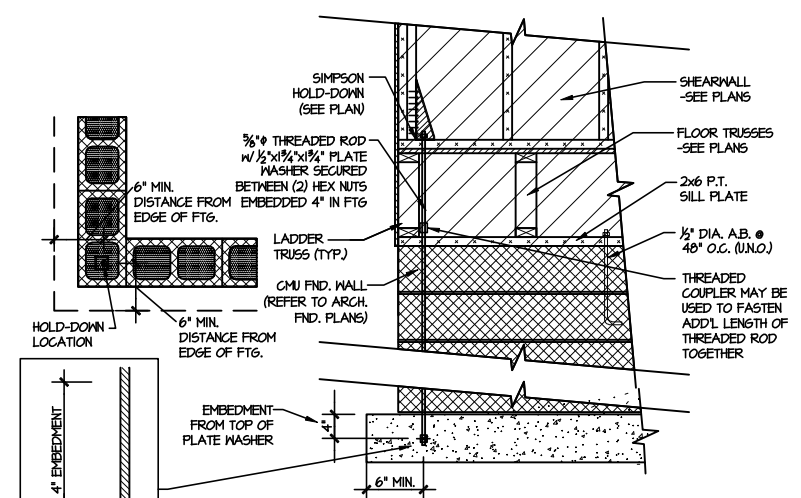 SIMPSON
HOLD-DOWN
(SEE PLAN)
5/8"φ THREADED ROD
W/ 1/2"x1 3/4"x1 3/4" PLATE
WASHER SECURED
BETWEEN (2) HEX NUTS
EMBEDDED 4" IN FTG
LADDER
TRUSS (TYP.)
CMU FND. WALL
(REFER TO ARCH.
FND. PLANS)
SHEARWALL
-SEE PLANS
FLOOR TRUSSES
-SEE PLANS
2x6 P.T.
SILL PLATE
1/2" DIA. A.B. @
48" O.C. (U.N.O.)
THREADED
COUPLER MAY BE
USED TO FASTEN
ADD'L LENGTH OF
THREADED ROD
TOGETHER
6" MIN.
DISTANCE FROM
EDGE OF FTG.
HOLD-DOWN
LOCATION
6" MIN.
DISTANCE FROM
EDGE OF FTG.
EMBEDMENT
FROM TOP OF
PLATE WASHER
4"
6" MIN.
4" EMBEDMENT